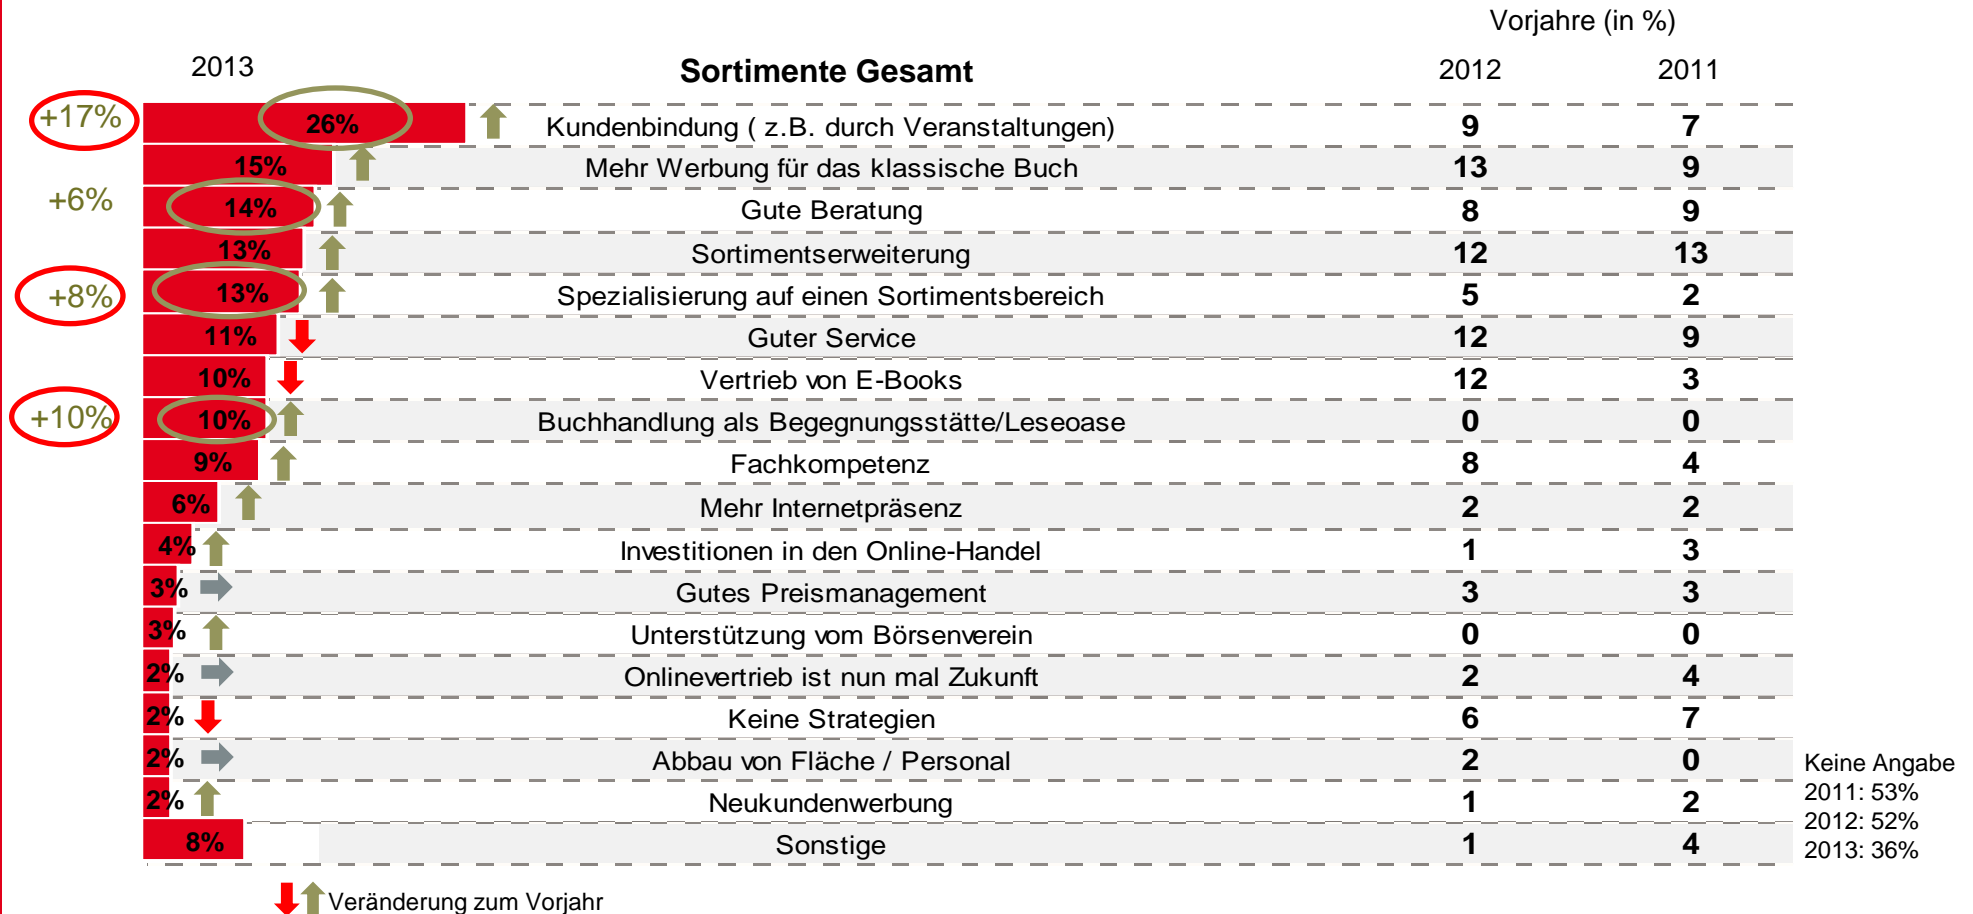 Vorjahre (in %)
2013 Sortimente Gesamt 2012 2011
+17% 26% Kundenbindung ( z.B. durch Veranstaltungen) 9 7
15% Mehr Werbung für das klassische Buch 13 9
+6% 14% Gute Beratung 8 9
13% Sortimentserweiterung 12 13
+8% 13% Spezialisierung auf einen Sortimentsbereich 5 2
11% Guter Service 12 9
10% Vertrieb von E-Books 12 3
+10% 10% Buchhandlung als Begegnungsstätte/Leseoase 0 0
9% Fachkompetenz 8 4
6% Mehr Internetpräsenz 2 2
4% Investitionen in den Online-Handel 1 3
3% Gutes Preismanagement 3 3
3% Unterstützung vom Börsenverein 0 0
2% Onlinevertrieb ist nun mal Zukunft 2 4
2% Keine Strategien 6 7
2% Abbau von Fläche / Personal 2 0
2% Neukundenwerbung 1 2
8% Sonstige 1 4
Keine Angabe
2011: 53%
2012: 52%
2013: 36%
Veränderung zum Vorjahr